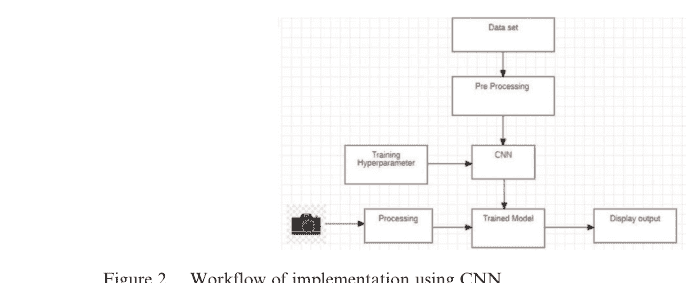 Data set
Pre Processing
Training
Hyperparameter
CNN
Processing
Trained Model
Display output
Figure 2 Workflow of implementation using CNN